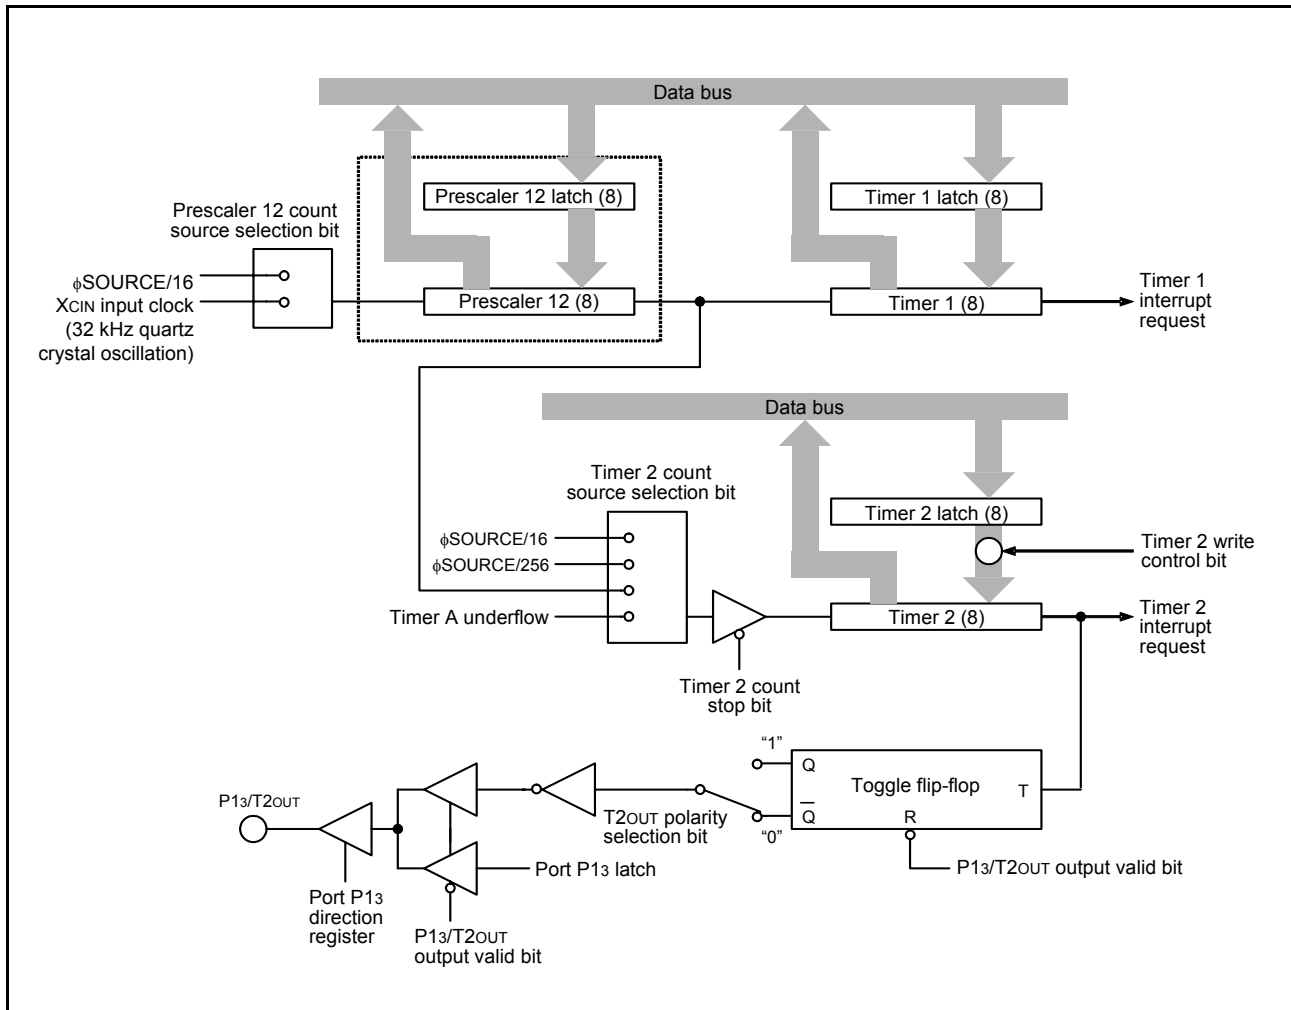 Data bus
Prescaler 12 latch (8)
Timer 1 latch (8)
Prescaler 12 count
source selection bit
ϕSOURCE/16
XCIN input clock
(32 kHz quartz
crystal oscillation)
Prescaler 12 (8)
Timer 1 (8)
Timer 1
interrupt
request
Data bus
Timer 2 count
source selection bit
Timer 2 latch (8)
ϕSOURCE/16
ϕSOURCE/256
Timer A underflow
Timer 2 write
control bit
Timer 2 (8)
Timer 2
interrupt
request
Timer 2 count
stop bit
“1”
Q
Toggle flip-flop
T
Q̅
R
“0”
P13/T2OUT
T2OUT polarity
selection bit
Port P13 latch
P13/T2OUT output valid bit
Port P13
direction
register
P13/T2OUT
output valid bit